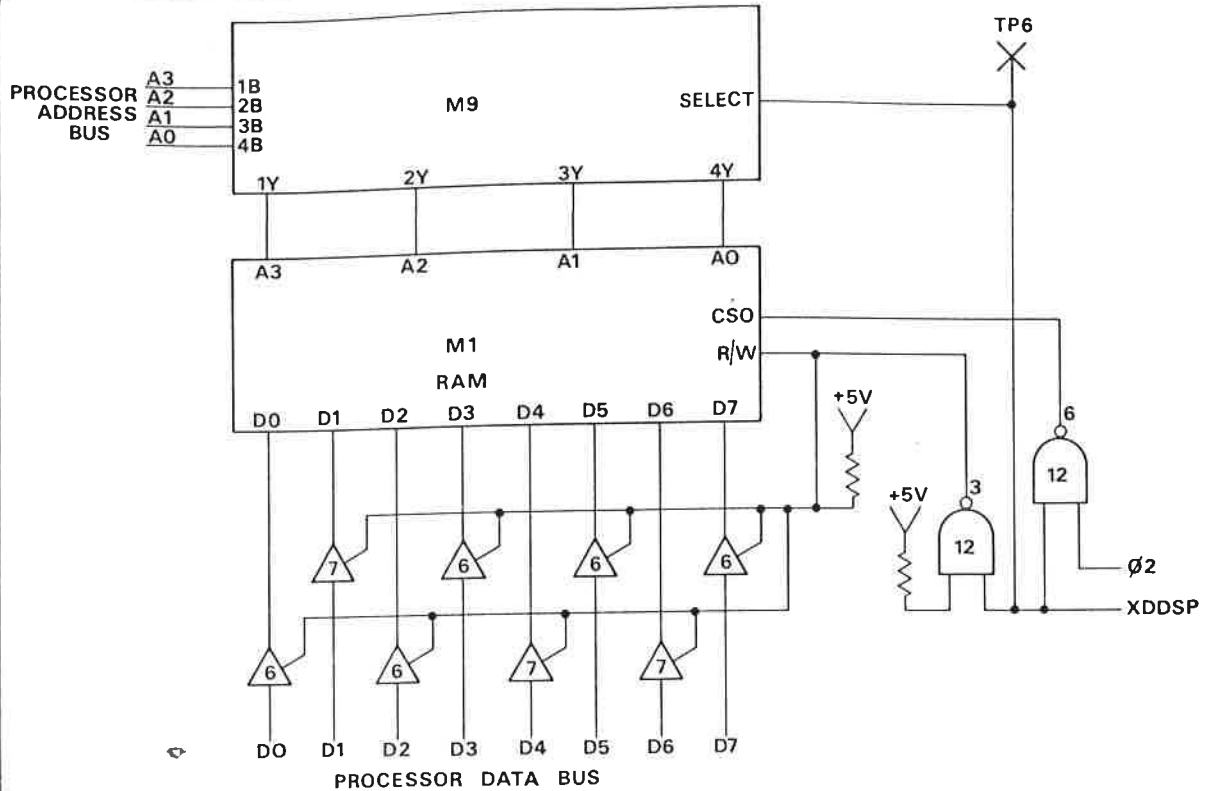 TP6
PROCESSOR
ADDRESS
BUS
A3
A2
A1
A0
1B
2B
3B
4B
M9
SELECT
1Y 2Y 3Y 4Y
A3 A2 A1 A0
CSO
R/W
M1
RAM
D0 D1 D2 D3 D4 D5 D6 D7
+5V
+5V
6
12
3
12
7 6 6 6
6 6 7 7
Ø2
XDDSP
D0 D1 D2 D3 D4 D5 D6 D7
PROCESSOR DATA BUS